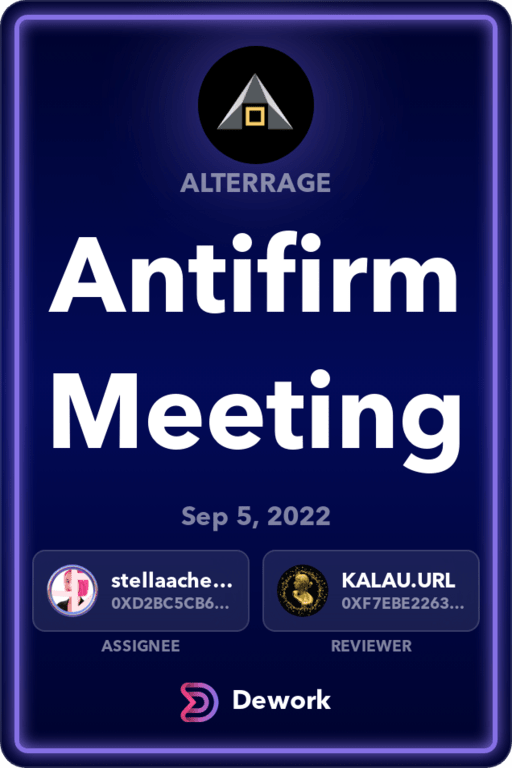 ALTERRAGE
Antifirm
Meeting
Sep 5, 2022
stellaache...
0XD2BC5CB6...
KALAU.URL
0XF7EBE2263...
ASSIGNEE
REVIEWER
Dework